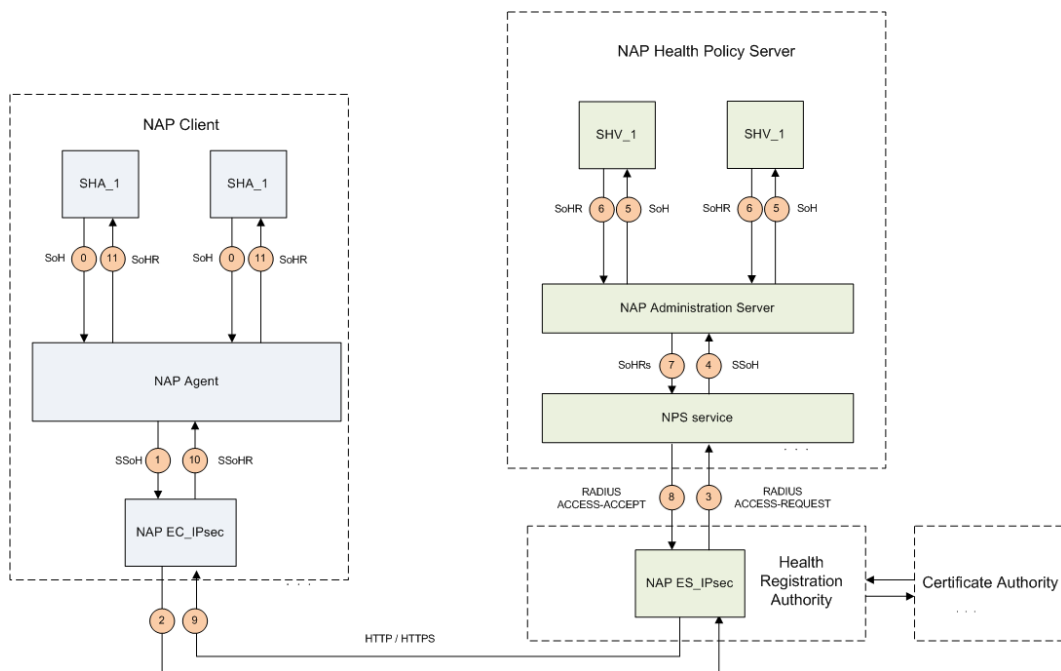 NAP Health Policy Server
NAP Client
SHV_1 SHV_1
SHA_1 SHA_1
SoHR 6 5 SoH SoHR 6 5 SoH
SoH 0 11 SoHR SoH 0 11 SoHR
NAP Administration Server
SoHRs 7 4 SSoH
NAP Agent
NPS service
. . .
SSoH 1 10 SSoHR
RADIUS
ACCESS-ACCEPT
8 3
RADIUS
ACCESS-REQUEST
NAP EC_IPsec
. . .
NAP ES_IPsec
Health
Registration
Authority
Certificate Authority
. . .
2 9
HTTP / HTTPS